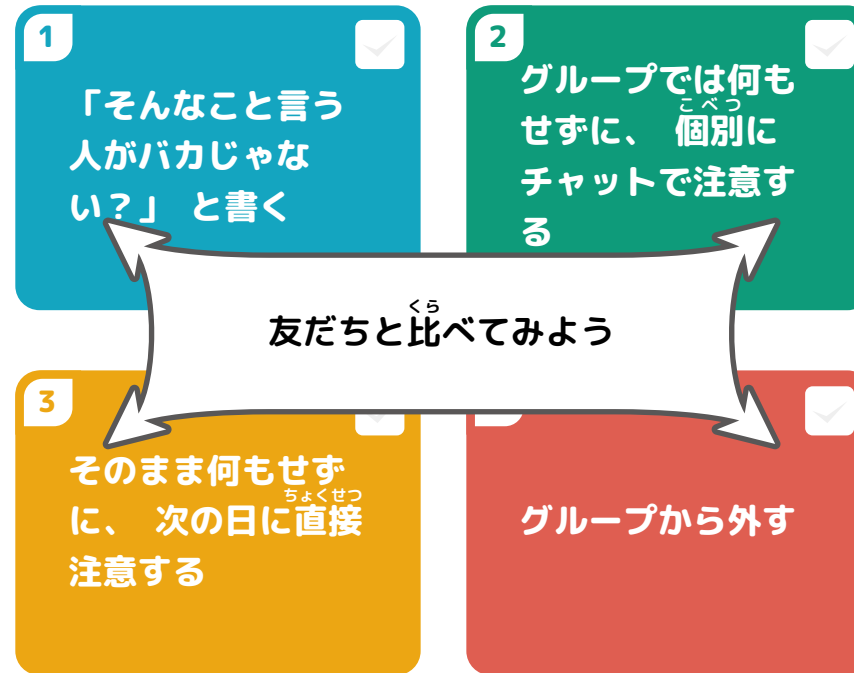 1
「そんなこと言う
人がバカじゃな
い？」 と書く
2
グループでは何も
こべつ
せずに、 個別に
チャットで注意す
る
くら
友だちと比べてみよう
3
そのまま何もせず
ちょくせつ
に、 次の日に直接
注意する
グループから外す